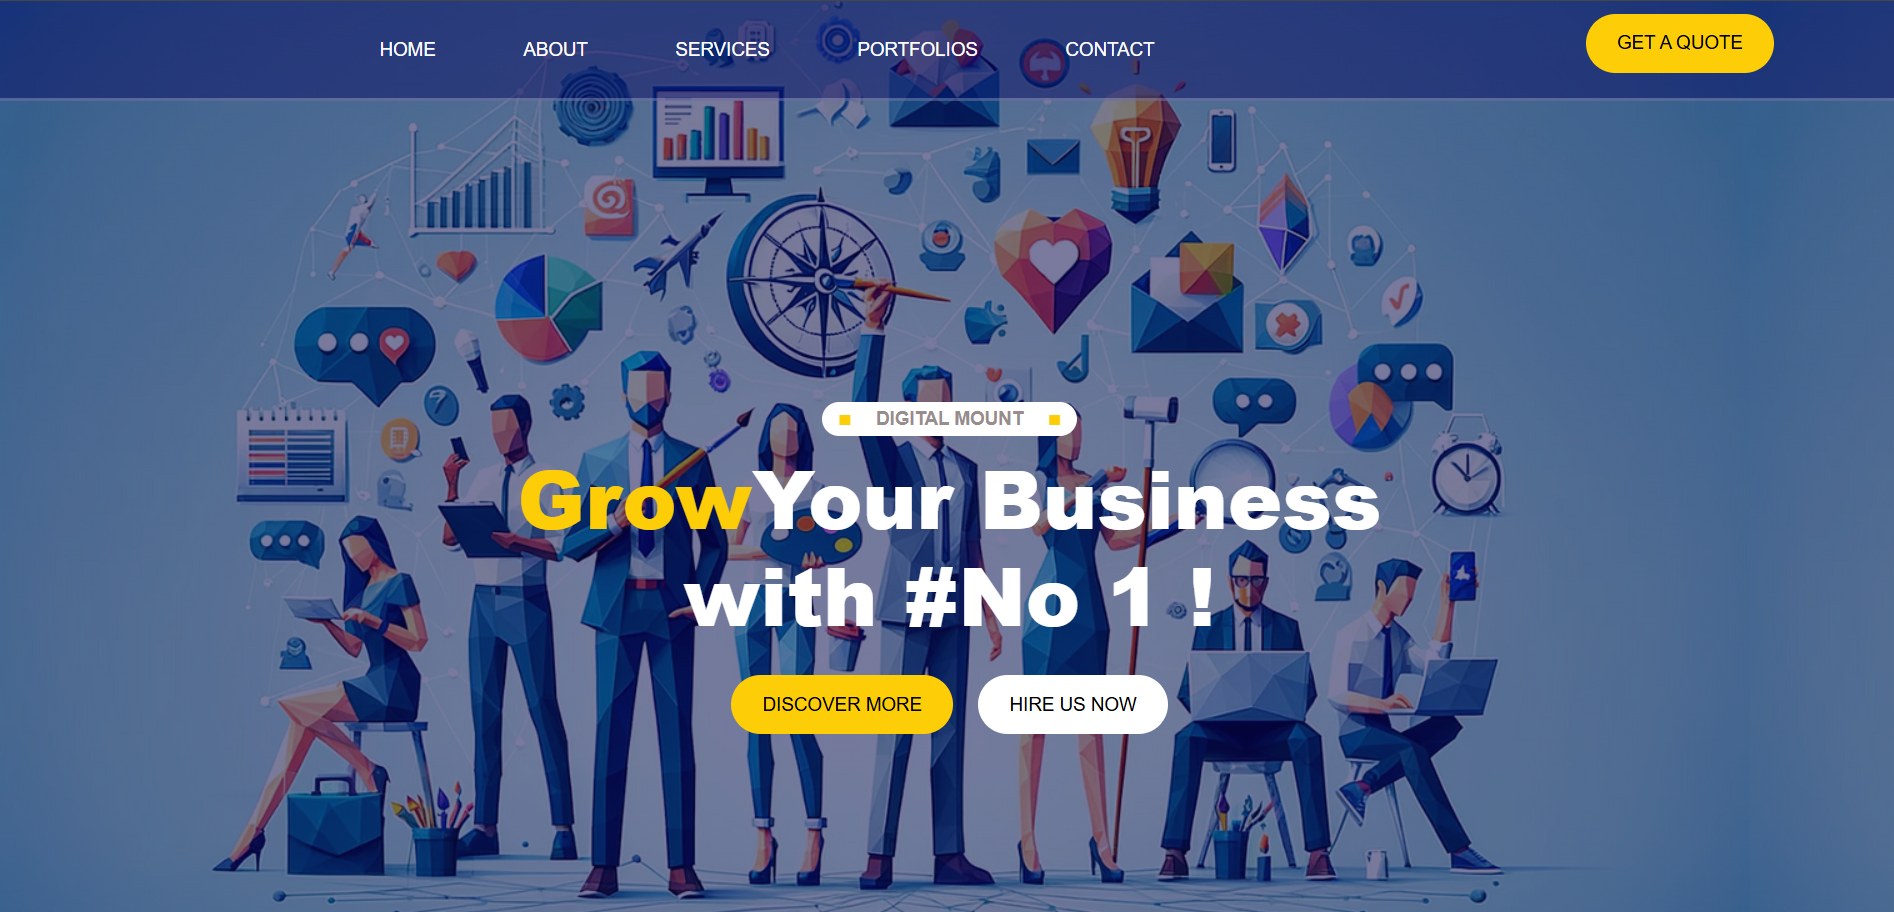 HOME ABOUT SERVICES PORTFOLIOS CONTACT GET A QUOTE
DIGITAL MOUNT
GrowYour Business
with #No 1 !
DISCOVER MORE HIRE US NOW